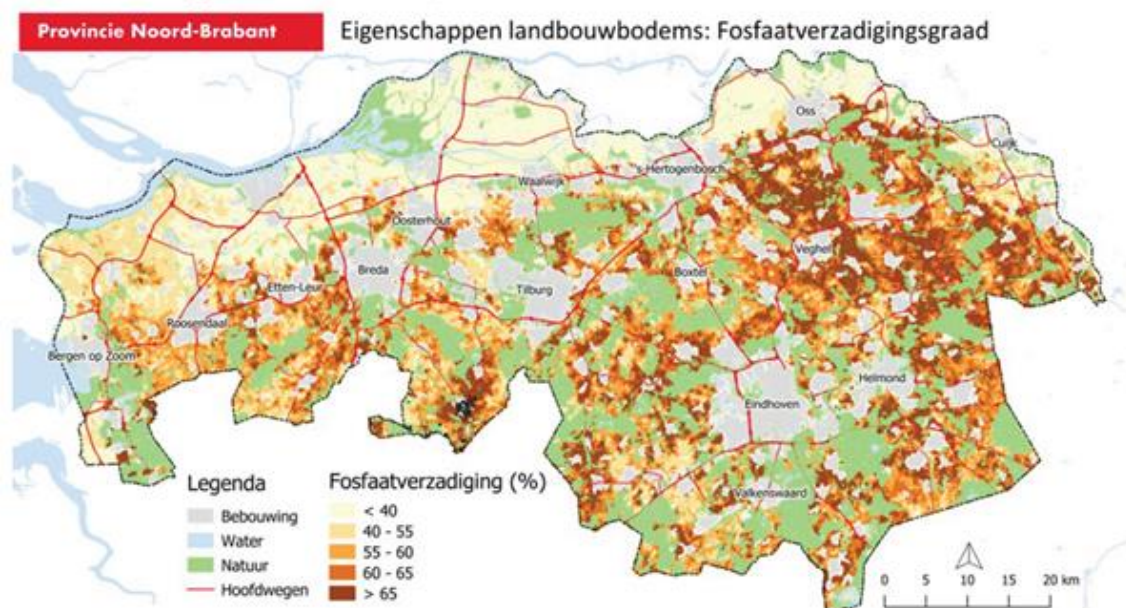 Provincie Noord-Brabant
Eigenschappen landbouwbodems: Fosfaatverzadigingsgraad
Oss
Cuijk
's-Hertogenbosch
Waalwijk
Oosterhout
Veghel
Breda
Boxtel
Etten-Leur
Tilburg
Roosendaal
Bergen op Zoom
Helmond
Eindhoven
Valkenswaard
Legenda
Bebouwing
Water
Natuur
Hoofdwegen
Fosfaatverzadiging (%)
< 40
40 - 55
55 - 60
60 - 65
> 65
0 5 10 15 20 km